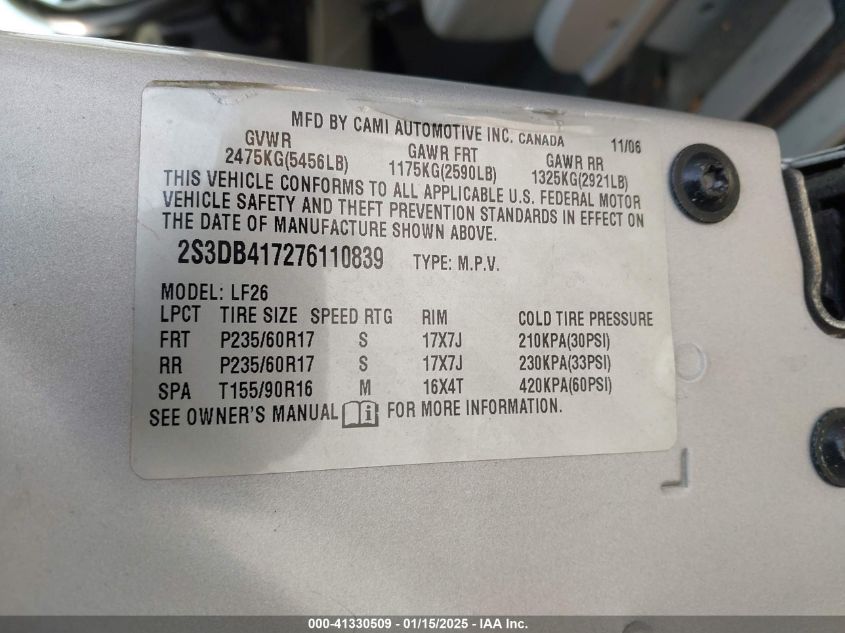 MFD BY CAMI AUTOMOTIVE INC. CANADA 11/06
GVWR GAWR FRT GAWR RR
2475KG(5456LB) 1175KG(2590LB) 1325KG(2921LB)
THIS VEHICLE CONFORMS TO ALL APPLICABLE U.S. FEDERAL MOTOR
VEHICLE SAFETY AND THEFT PREVENTION STANDARDS IN EFFECT ON
THE DATE OF MANUFACTURE SHOWN ABOVE.
2S3DB417276110839 TYPE: M.P.V.
MODEL: LF26
LPCT TIRE SIZE SPEED RTG RIM COLD TIRE PRESSURE
FRT P235/60R17 S 17X7J 210KPA(30PSI)
RR P235/60R17 S 17X7J 230KPA(33PSI)
SPA T155/90R16 M 16X4T 420KPA(60PSI)
SEE OWNER'S MANUAL i FOR MORE INFORMATION.
L
000-41330509 - 01/15/2025 - IAA Inc.